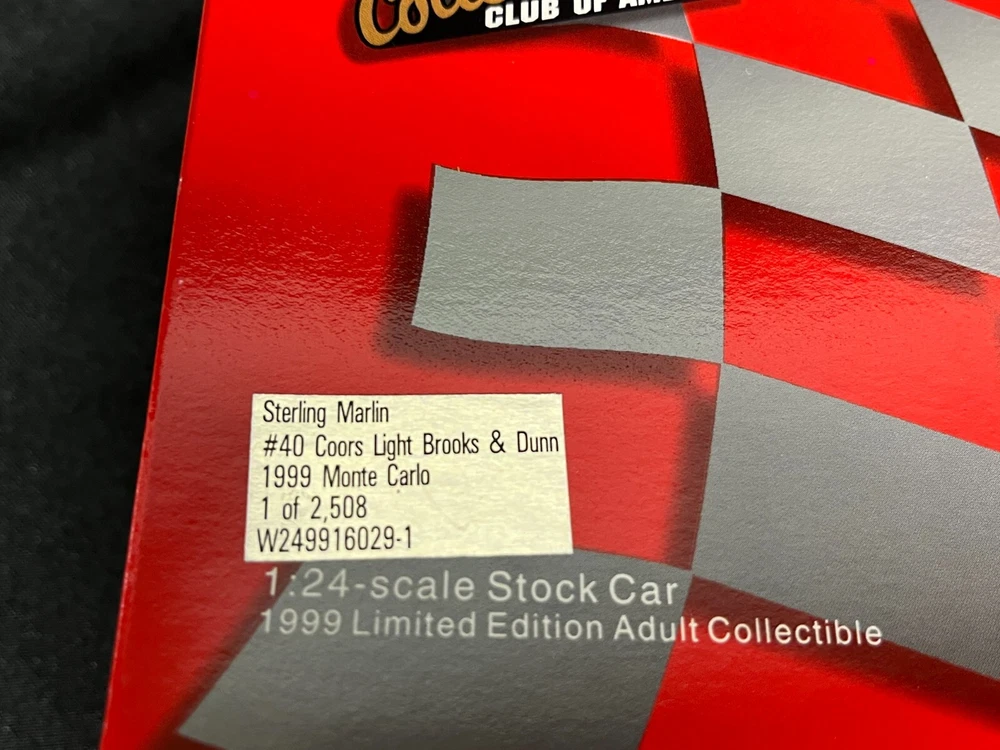 CLUB OF
Sterling Marlin
#40 Coors Light Brooks & Dunn
1999 Monte Carlo
1 of 2,508
W249916029-1
1:24-scale Stock Car
1999 Limited Edition Adult Collectible